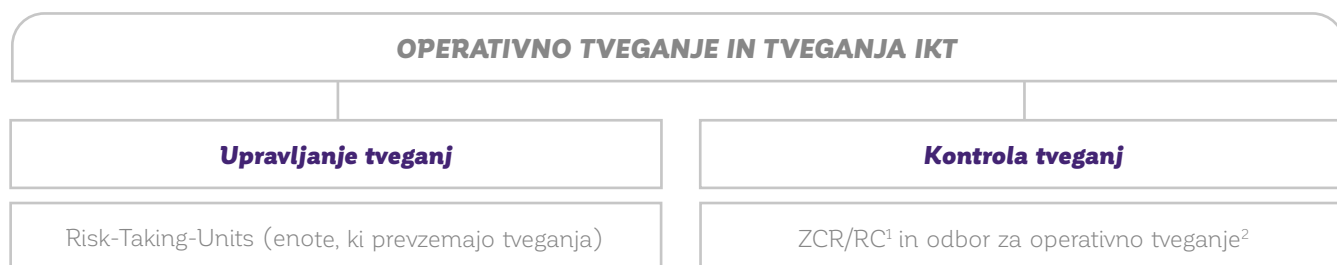 OPERATIVNO TVEGANJE IN TVEGANJA IKT
Upravljanje tveganj
Kontrola tveganj
Risk-Taking-Units (enote, ki prevzemajo tveganja)
ZCR/RC¹ in odbor za operativno tveganje²